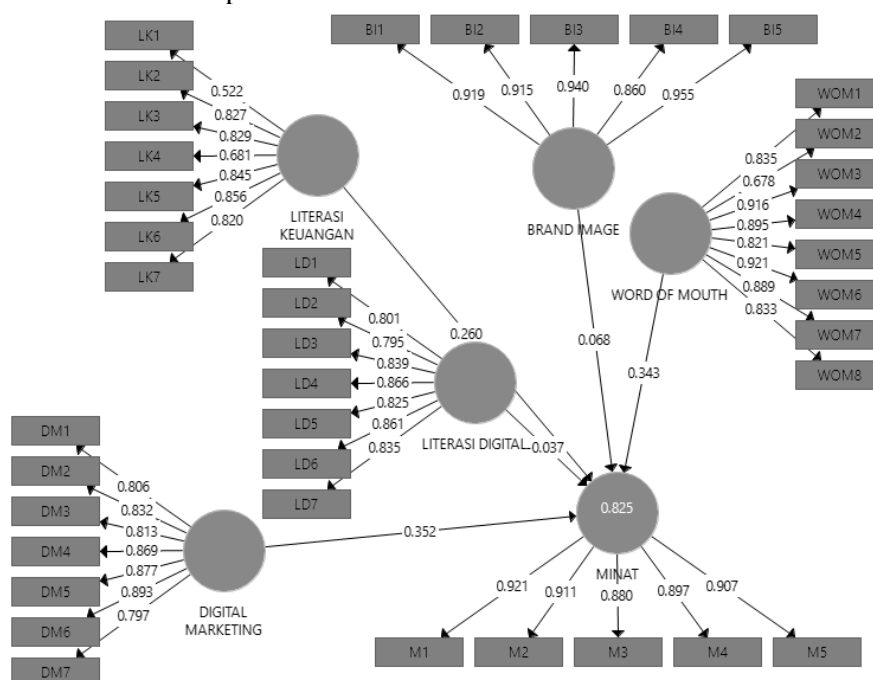 LK1
LK2
LK3
LK4
LK5
LK6
LK7
0.522
0.827
0.829
0.681
0.845
0.856
0.820
LITERASI
KEUANGAN
BI1
BI2
BI3
BI4
BI5
0.919
0.915
0.940
0.860
0.955
BRAND IMAGE
WOM1
WOM2
WOM3
WOM4
WOM5
WOM6
WOM7
WOM8
0.835
0.678
0.916
0.895
0.821
0.921
0.889
0.833
WORD OF MOUTH
LD1
LD2
LD3
LD4
LD5
LD6
LD7
0.801
0.795
0.839
0.866
0.825
0.861
0.835
LITERASI DIGITAL
0.260
-0.037
0.068
0.343
DM1
DM2
DM3
DM4
DM5
DM6
DM7
0.806
0.832
0.813
0.869
0.877
0.893
0.797
DIGITAL
MARKETING
0.352
0.825
MINAT
0.921
0.911
0.880
0.897
0.907
M1
M2
M3
M4
M5